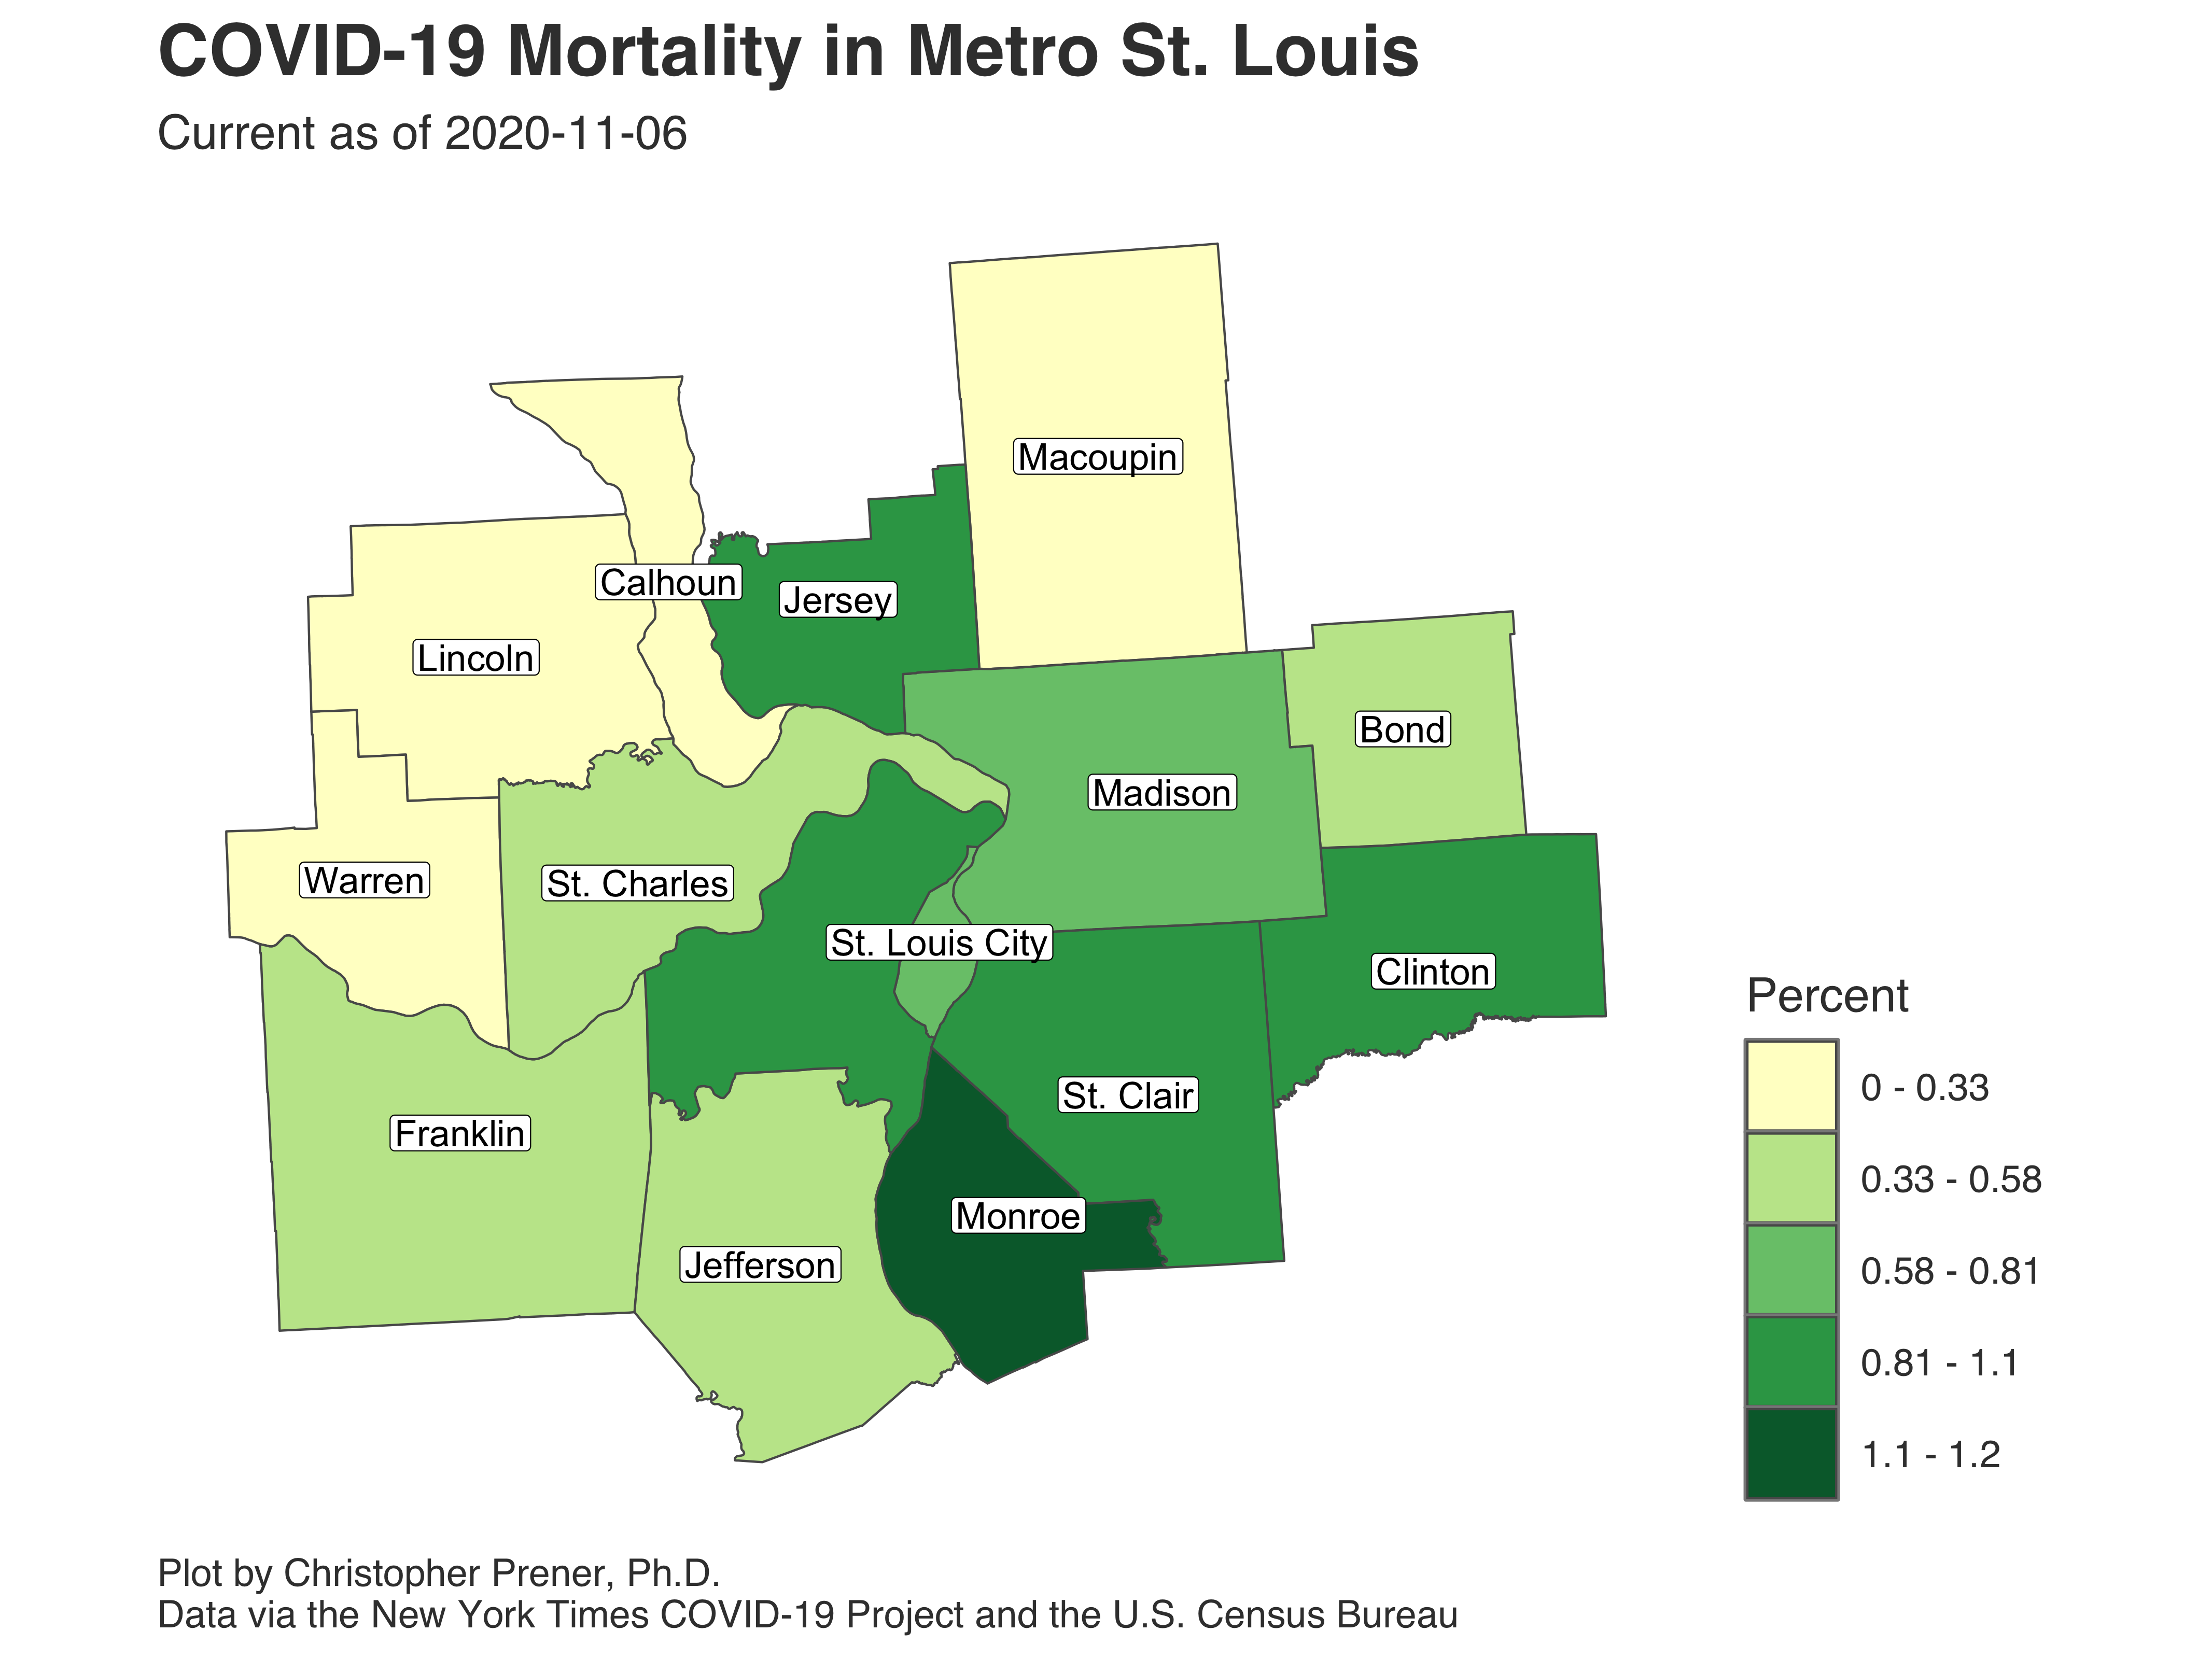 COVID-19 Mortality in Metro St. Louis
Current as of 2020-11-06
Macoupin
Calhoun
Jersey
Lincoln
Bond
Madison
Warren
St. Charles
St. Louis City
Clinton
St. Clair
Franklin
Monroe
Jefferson
Percent
0 - 0.33
0.33 - 0.58
0.58 - 0.81
0.81 - 1.1
1.1 - 1.2
Plot by Christopher Prener, Ph.D.
Data via the New York Times COVID-19 Project and the U.S. Census Bureau